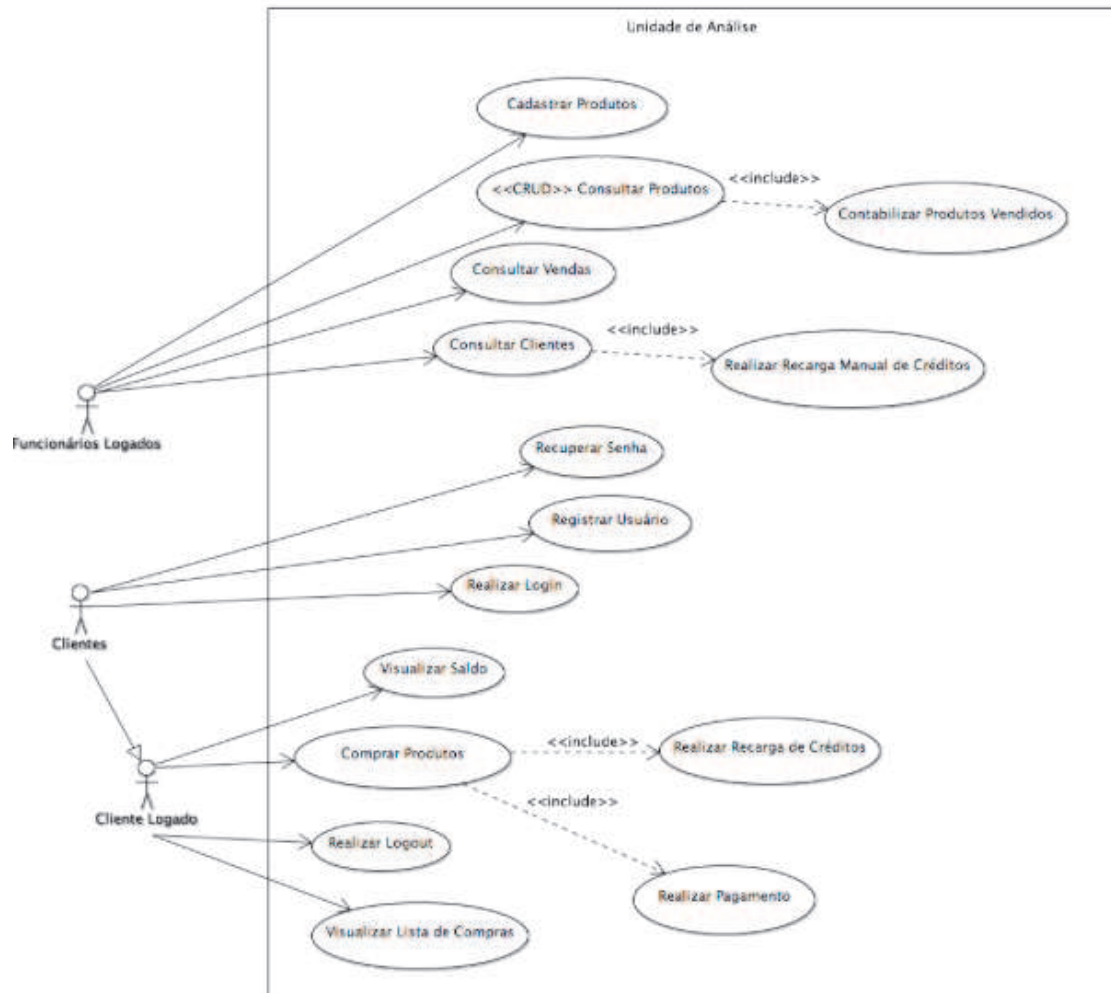 Unidade de Análise
Cadastrar Produtos
<<CRUD>> Consultar Produtos
<<include>>
Contabilizar Produtos Vendidos
Consultar Vendas
Consultar Clientes
<<include>>
Realizar Recarga Manual de Créditos
Funcionários Logados
Recuperar Senha
Registrar Usuário
Realizar Login
Clientes
Visualizar Saldo
Comprar Produtos
<<include>>
Realizar Recarga de Créditos
<<include>>
Cliente Logado
Realizar Logout
Realizar Pagamento
Visualizar Lista de Compras